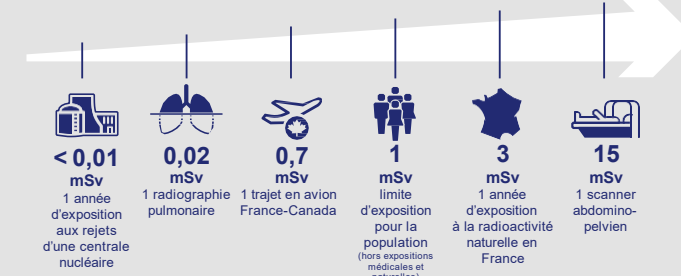 < 0,01
mSv
1 année
d'exposition
aux rejets
d'une centrale
nucléaire
0,02
mSv
1 radiographie
pulmonaire
0,7
mSv
1 trajet en avion
France-Canada
1
mSv
limite
d'exposition
pour la
population
(hors expositions
médicales et
naturelles)
3
mSv
1 année
d'exposition
à la radioactivité
naturelle en
France
15
mSv
1 scanner
abdomino-
pelvien